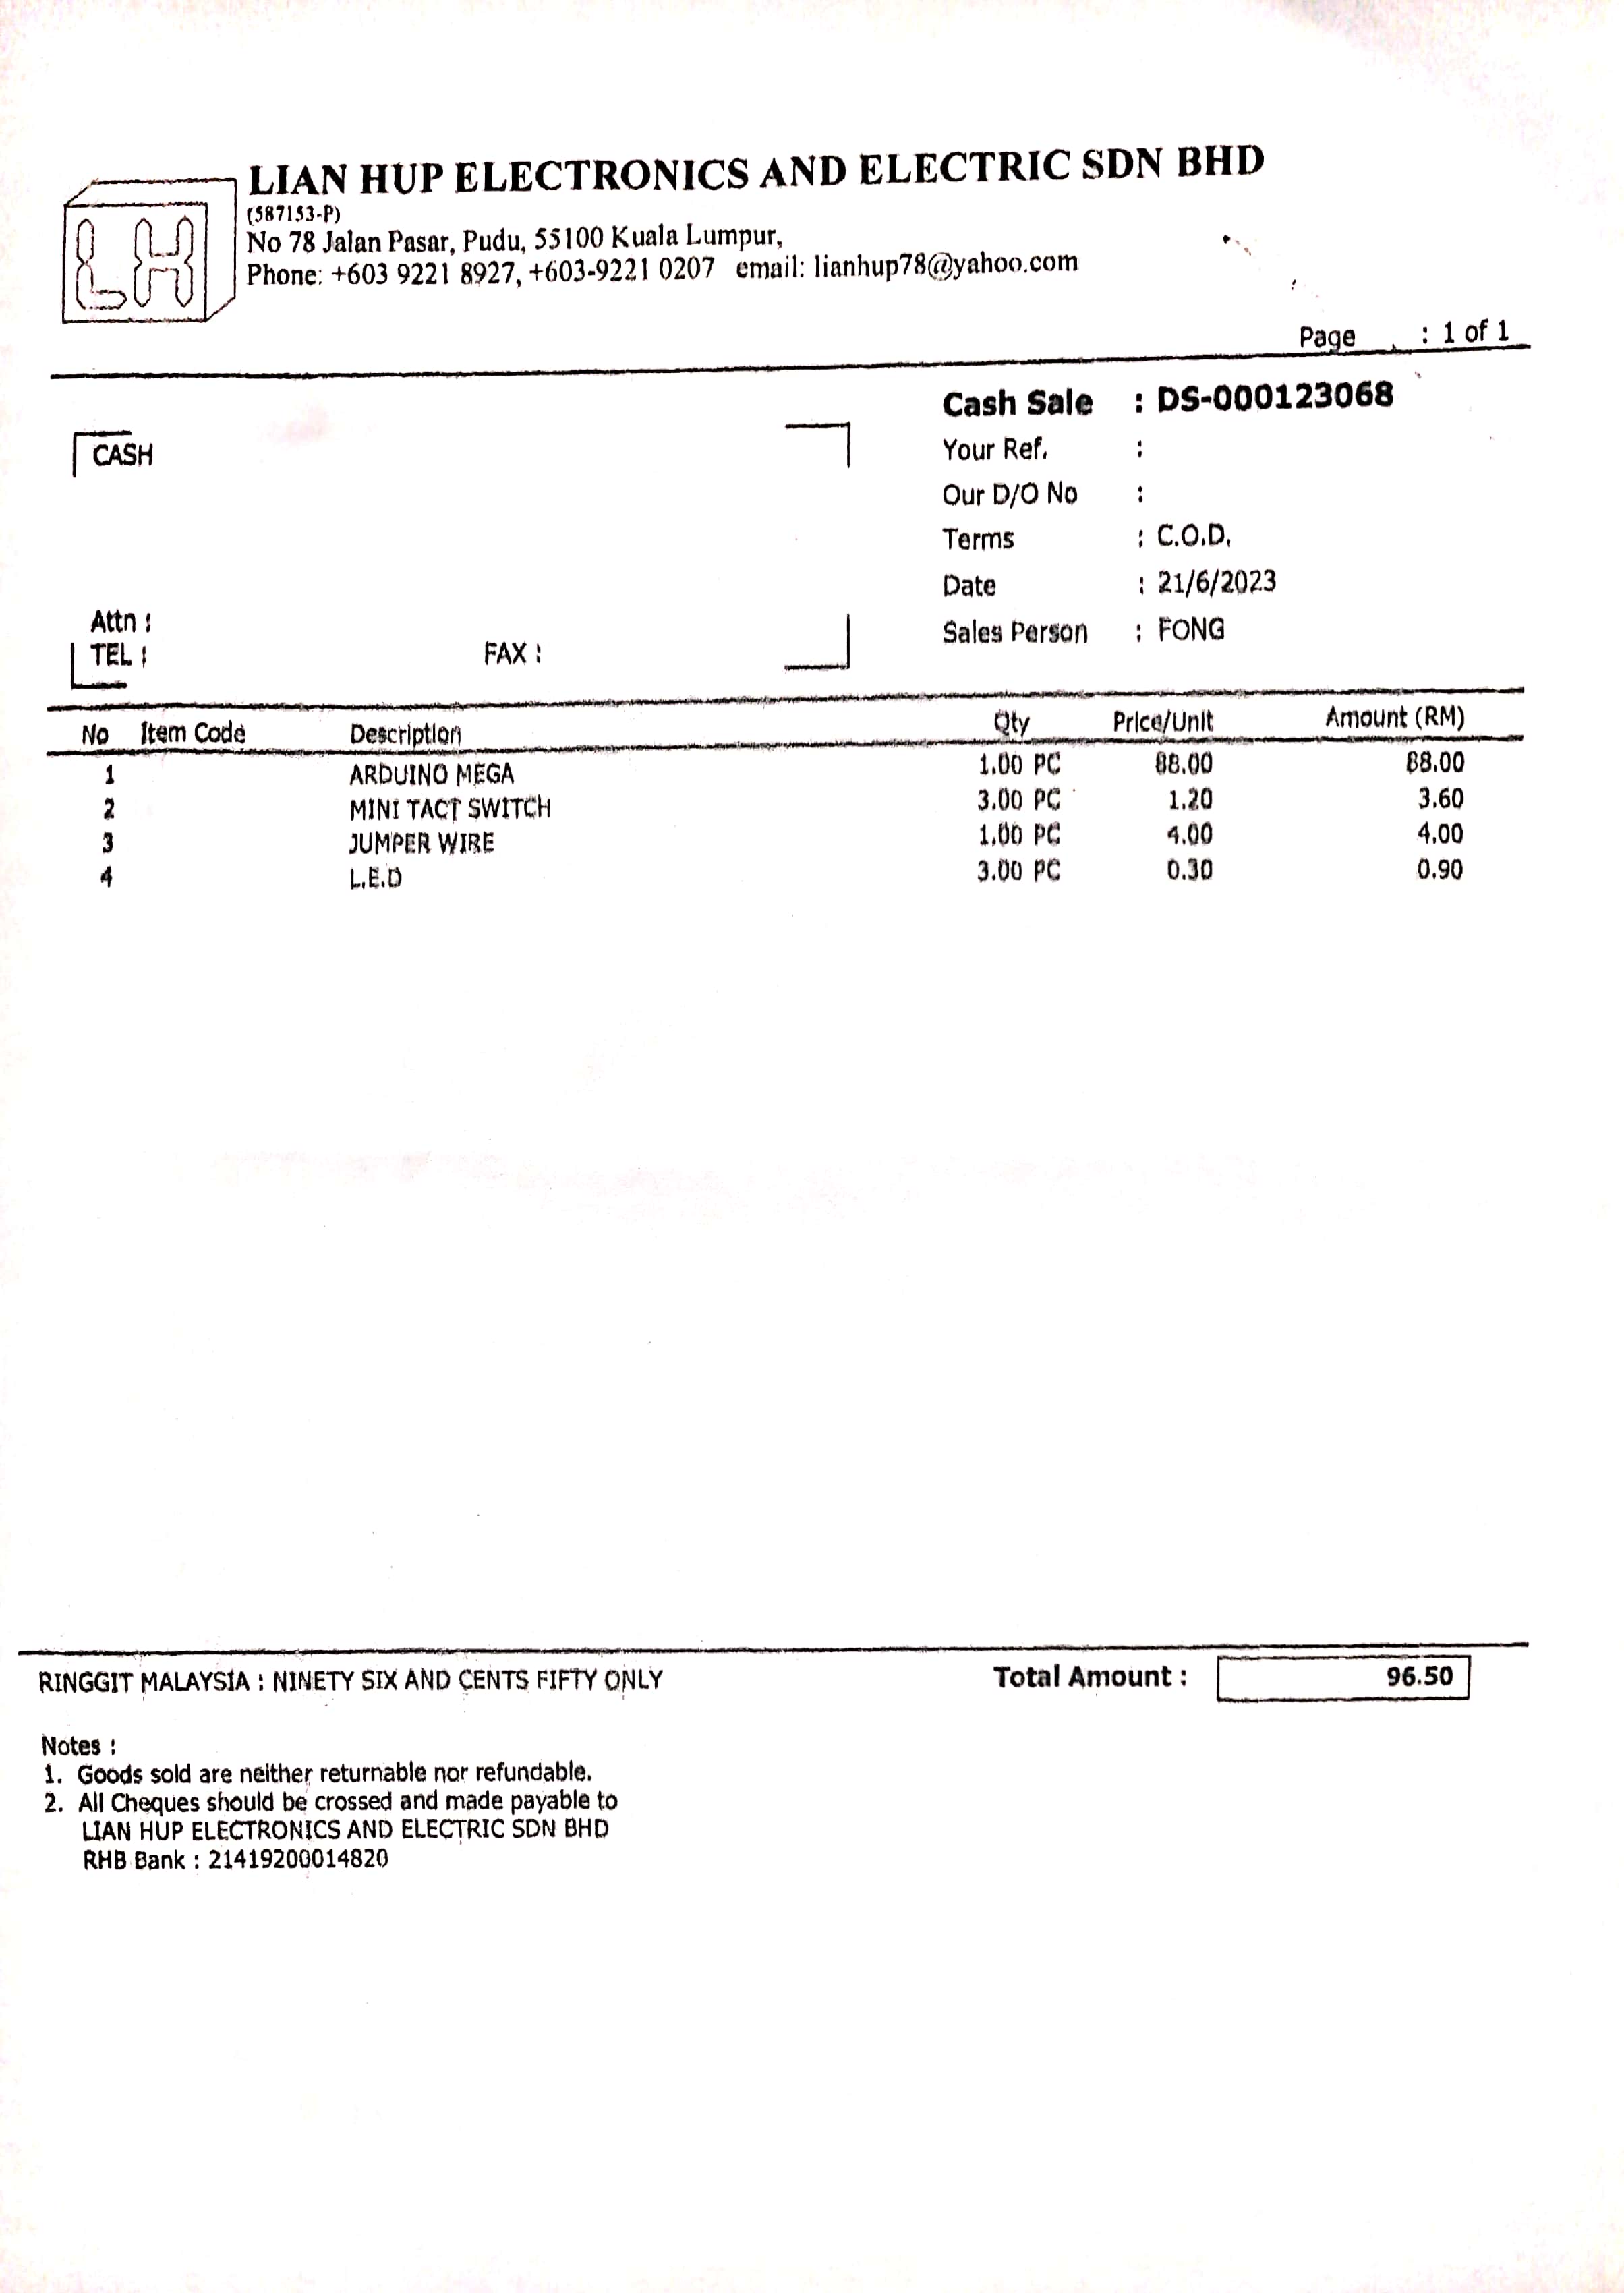 LH
LIAN HUP ELECTRONICS AND ELECTRIC SDN BHD
(587153-P)
No 78 Jalan Pasar, Pudu, 55100 Kuala Lumpur,
Phone: +603 9221 8927, +603-9221 0207 email: lianhup78@yahoo.com
Page : 1 of 1
Cash Sale : DS-000123068
CASH
Your Ref. :
Our D/O No :
Terms : C.O.D.
Date : 21/6/2023
Attn :
Sales Person : FONG
TEL : FAX :
No Item Code Description Qty Price/Unit Amount (RM)
1 ARDUINO MEGA 1.00 PC 88.00 88.00
2 MINI TACT SWITCH 3.00 PC 1.20 3.60
3 JUMPER WIRE 1.00 PC 4.00 4.00
4 L.E.D 3.00 PC 0.30 0.90
RINGGIT MALAYSIA : NINETY SIX AND CENTS FIFTY ONLY Total Amount : 96.50
Notes :
1. Goods sold are neither returnable nor refundable.
2. All Cheques should be crossed and made payable to
LIAN HUP ELECTRONICS AND ELECTRIC SDN BHD
RHB Bank : 21419200014820